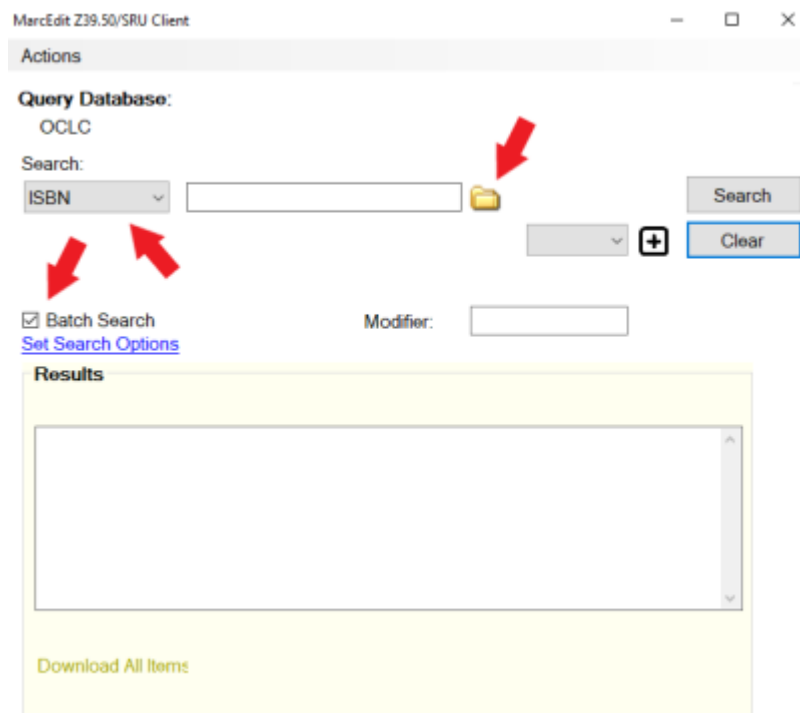 MarcEdit Z39.50/SRU Client
Actions
Query Database:
OCLC
Search:
ISBN
Search
Clear
Batch Search
Modifier:
Set Search Options
Results
Download All Items